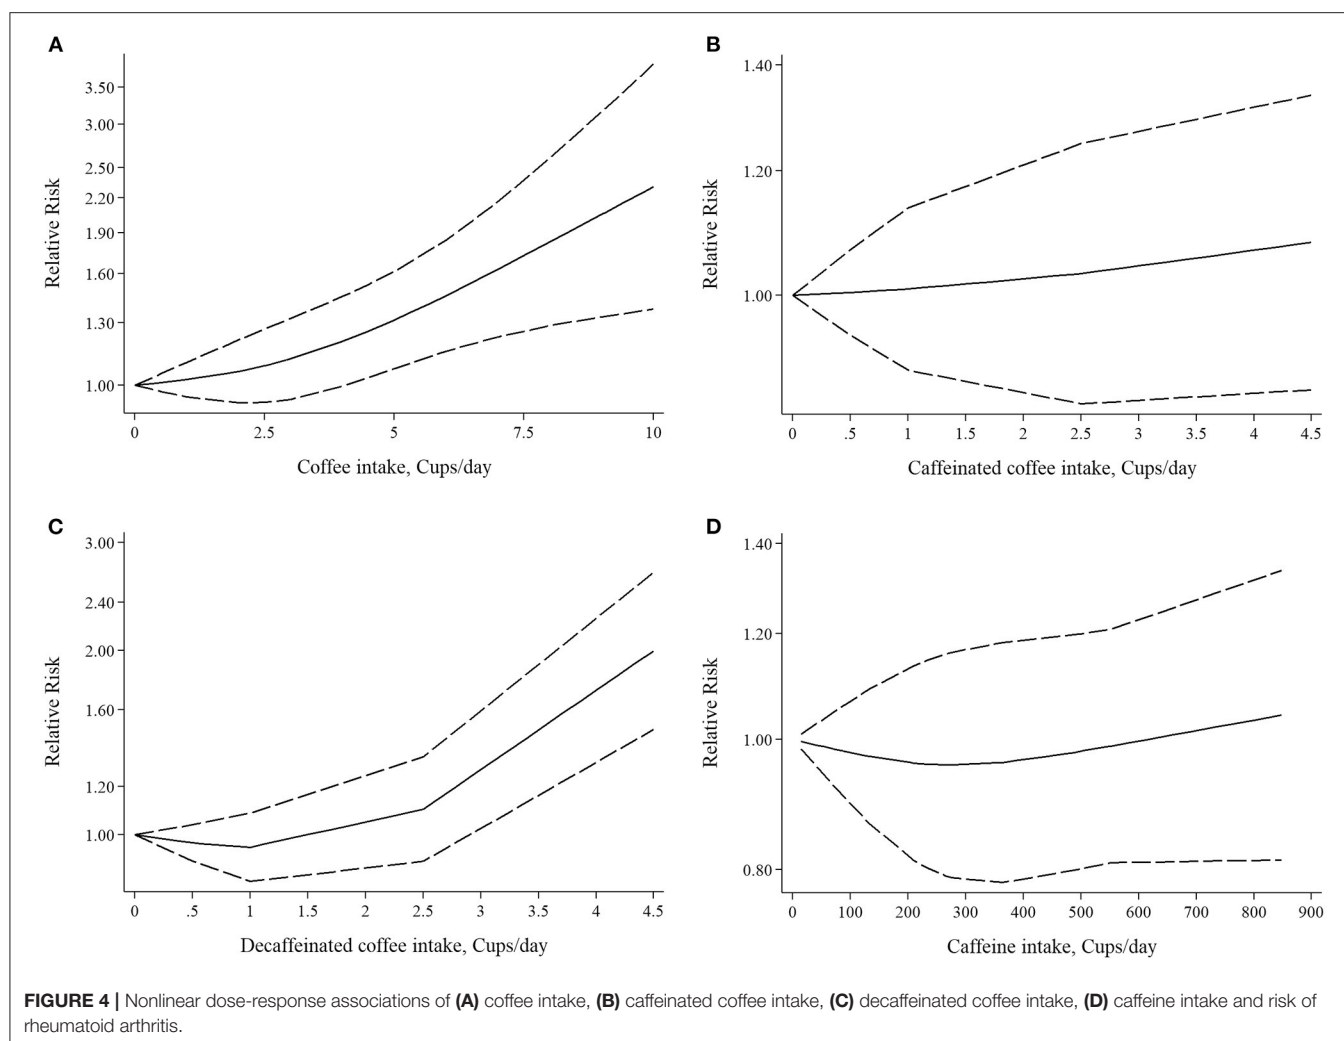 A
3.50
3.00
2.50
2.20
1.90
1.60
1.30
1.00
Relative Risk
0 2.5 5 7.5 10
Coffee intake, Cups/day
B
1.40
1.20
1.00
Relative Risk
0 .5 1 1.5 2 2.5 3 3.5 4 4.5
Caffeinated coffee intake, Cups/day
C
3.00
2.40
2.00
1.60
1.20
1.00
Relative Risk
0 .5 1 1.5 2 2.5 3 3.5 4 4.5
Decaffeinated coffee intake, Cups/day
D
1.40
1.20
1.00
0.80
Relative Risk
0 100 200 300 400 500 600 700 800 900
Caffeine intake, Cups/day
FIGURE 4 | Nonlinear dose-response associations of (A) coffee intake, (B) caffeinated coffee intake, (C) decaffeinated coffee intake, (D) caffeine intake and risk of
rheumatoid arthritis.